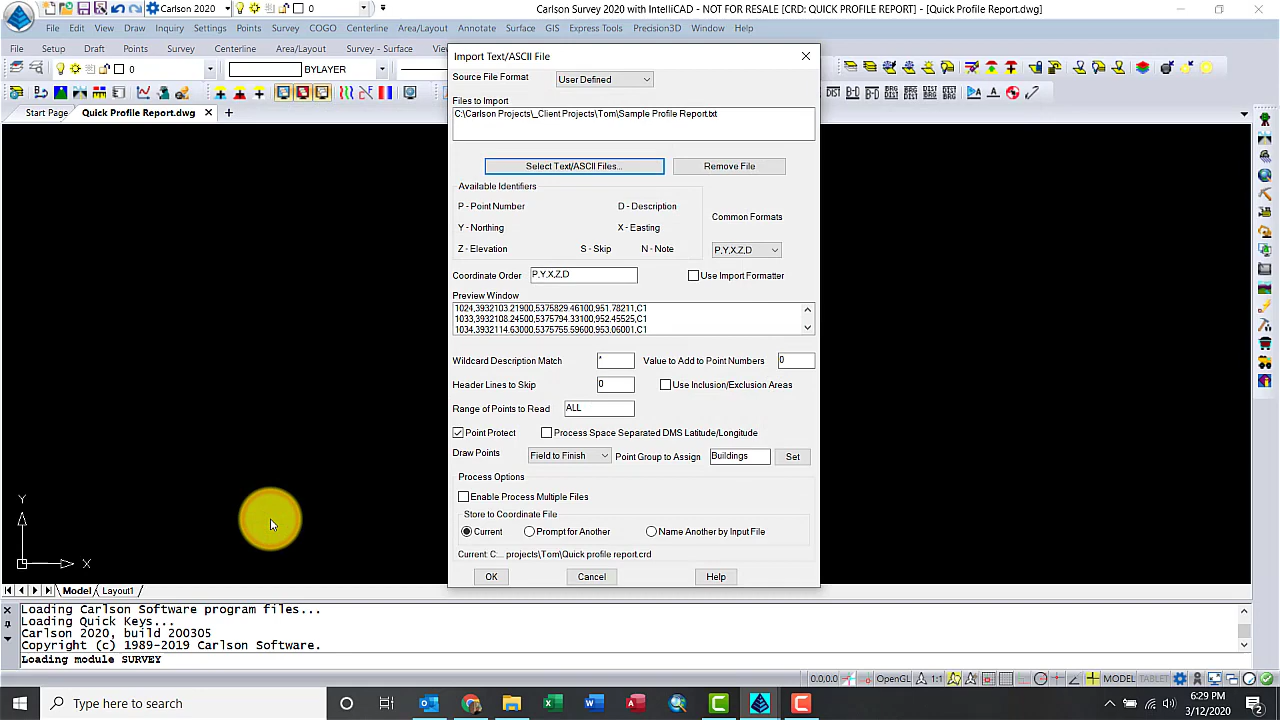 Carlson 2020
0
Carlson Survey 2020 with IntelliCAD - NOT FOR RESALE [CRD: QUICK PROFILE REPORT] - [Quick Profile Report.dwg]
File Edit View Draw Inquiry Settings Points Survey COGO Centerline Area/Layout Annotate Surface GIS Express Tools Precision3D Window Help
File Setup Draft Points Survey Centerline Area/Layout Survey - Surface
0 BYLAYER
Start Page Quick Profile Report.dwg
Import Text/ASCII File
Source File Format User Defined
Files to Import
C:\Carlson Projects\_Client Projects\Tom\Sample Profile Report.txt
Select Text/ASCII Files... Remove File
Available Identifiers
P - Point Number D - Description
Common Formats
Y - Northing X - Easting
Z - Elevation S - Skip N - Note P,Y,X,Z,D
Coordinate Order P,Y,X,Z,D Use Import Formatter
Preview Window
1024,3932103.21900,5375829.46100,951.78211,C1
1033,3932108.24500,5375794.33100,952.45525,C1
1034,3932114.63000,5375755.59600,953.06001,C1
Wildcard Description Match * Value to Add to Point Numbers 0
Header Lines to Skip 0 Use Inclusion/Exclusion Areas
Range of Points to Read ALL
Point Protect Process Space Separated DMS Latitude/Longitude
Draw Points Field to Finish Point Group to Assign Buildings Set
Process Options
Enable Process Multiple Files
Store to Coordinate File
Current Prompt for Another Name Another by Input File
Current: C:... projects\Tom\Quick profile report.crd
OK Cancel Help
Y
X
Model Layout1
Loading Carlson Software program files...
Loading Quick Keys...
Carlson 2020, build 200305
Copyright (c) 1989-2019 Carlson Software.
Loading module SURVEY
0.0,0.0 OpenGL 1:1 MODEL TABLET
Type here to search
6:29 PM
3/12/2020